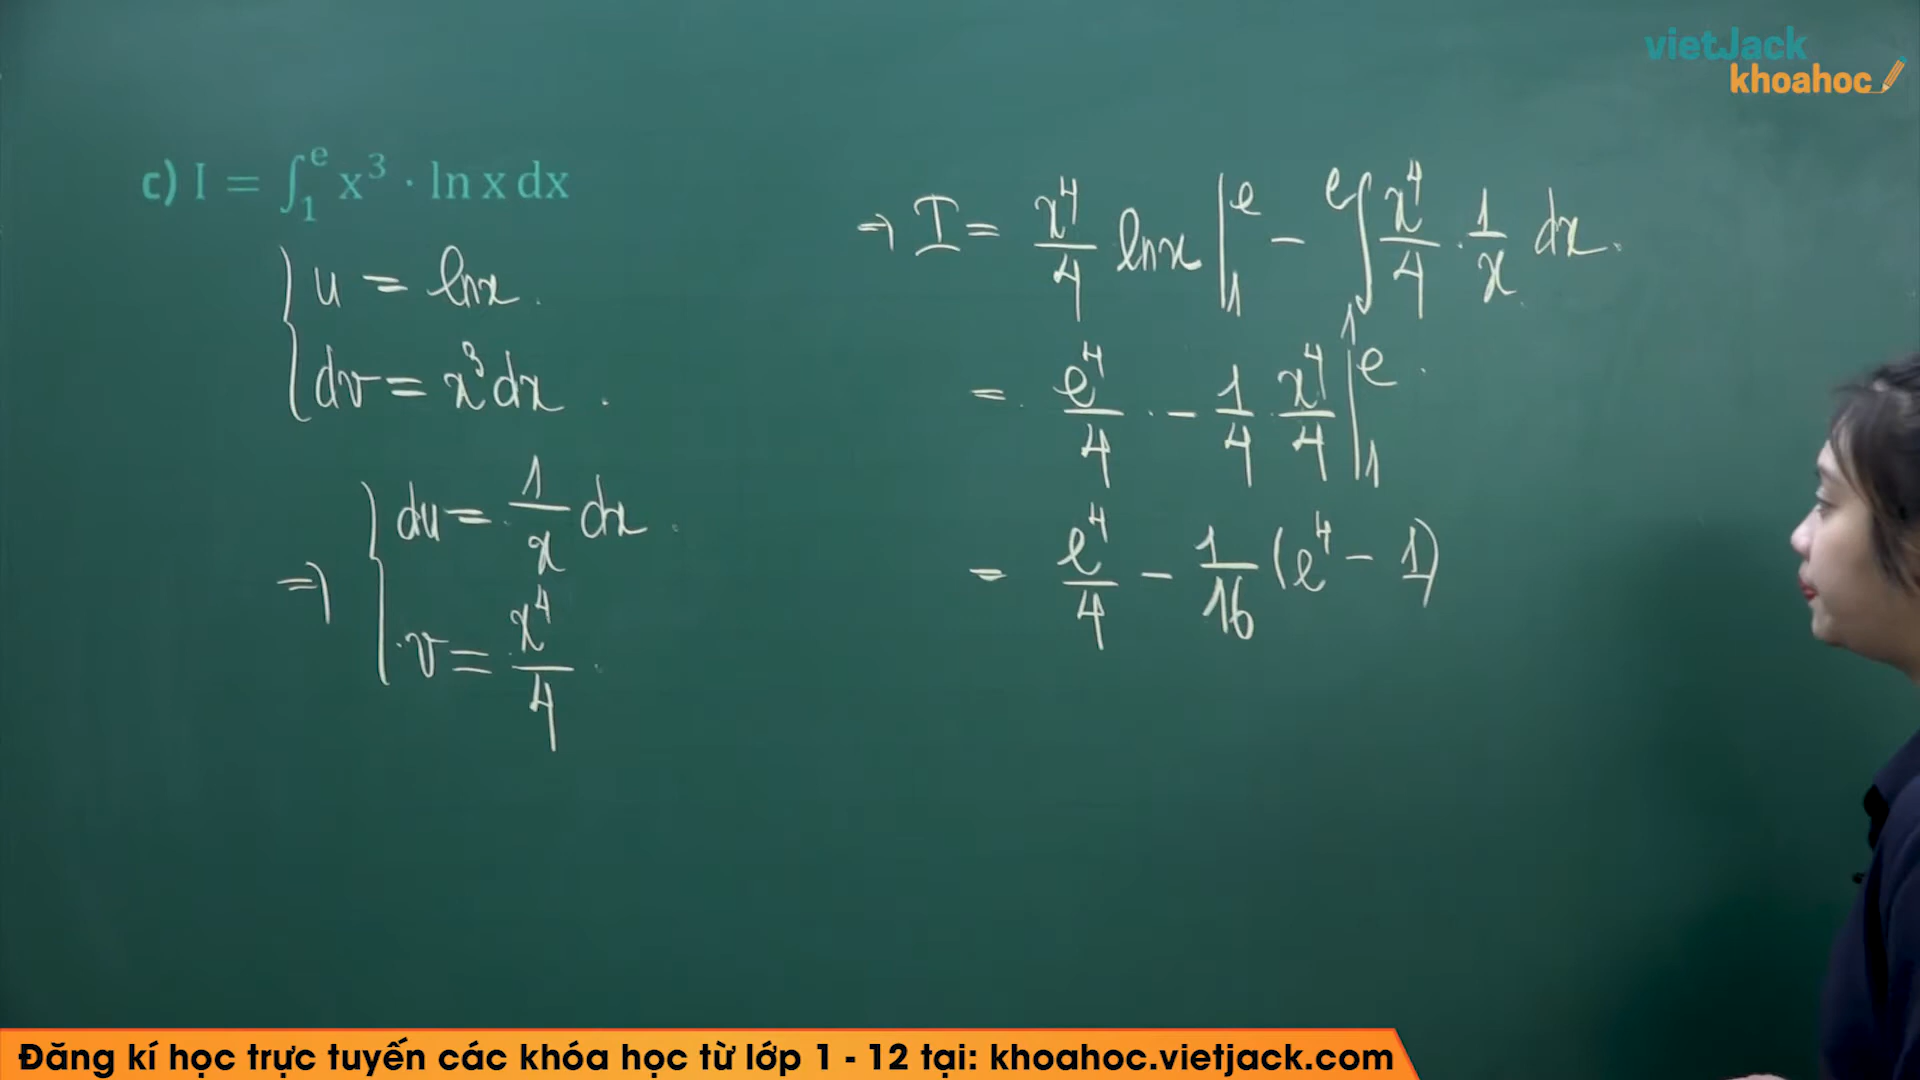 vietJack
khoahoc
c) I = ∫₁ᵉ x³ · ln x dx
{ u = lnx.
dv = x³dx.
⇒ { du = 1/x dx.
v = x⁴/4.
⇒ I = x⁴/4 lnx |₁ᵉ − ∫₁ᵉ x⁴/4 · 1/x dx.
= e⁴/4 − 1/4 · x⁴/4 |₁ᵉ.
= e⁴/4 − 1/16 (e⁴ − 1)
Đăng kí học trực tuyến các khóa học từ lớp 1 - 12 tại: khoahoc.vietjack.com